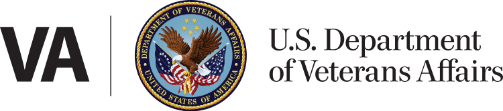 VA
DEPARTMENT OF VETERANS AFFAIRS
UNITED STATES OF AMERICA
U.S. Department
of Veterans Affairs